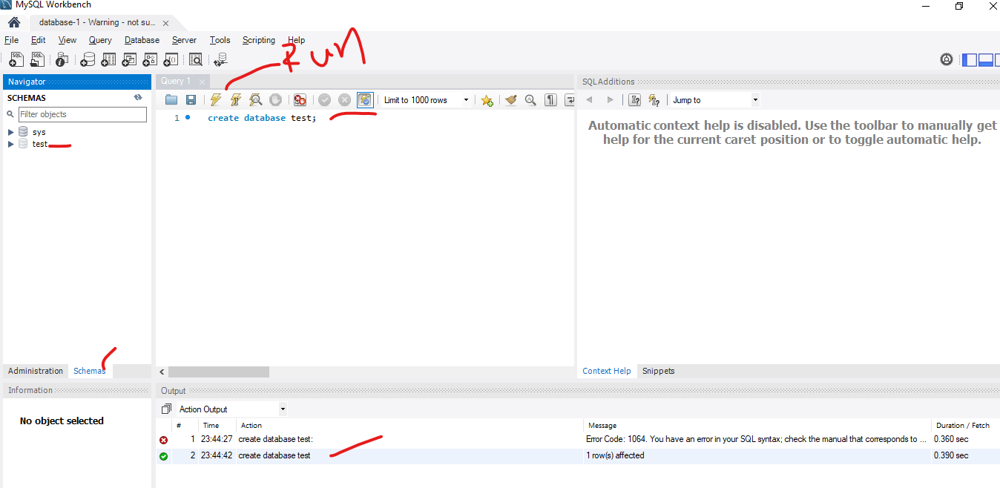 MySQL Workbench
database-1 - Warning - not su...
File Edit View Query Database Server Tools Scripting Help
Run
Navigator
SCHEMAS
Filter objects
sys
test
Administration Schemas
Information
No object selected
Query 1
Limit to 1000 rows
1 create database test;
SQLAdditions
Jump to
Automatic context help is disabled. Use the toolbar to manually get
help for the current caret position or to toggle automatic help.
Context Help Snippets
Output
Action Output
# Time Action Message Duration / Fetch
1 23:44:27 create database test: Error Code: 1064. You have an error in your SQL syntax; check the manual that corresponds to ... 0.360 sec
2 23:44:42 create database test 1 row(s) affected 0.390 sec